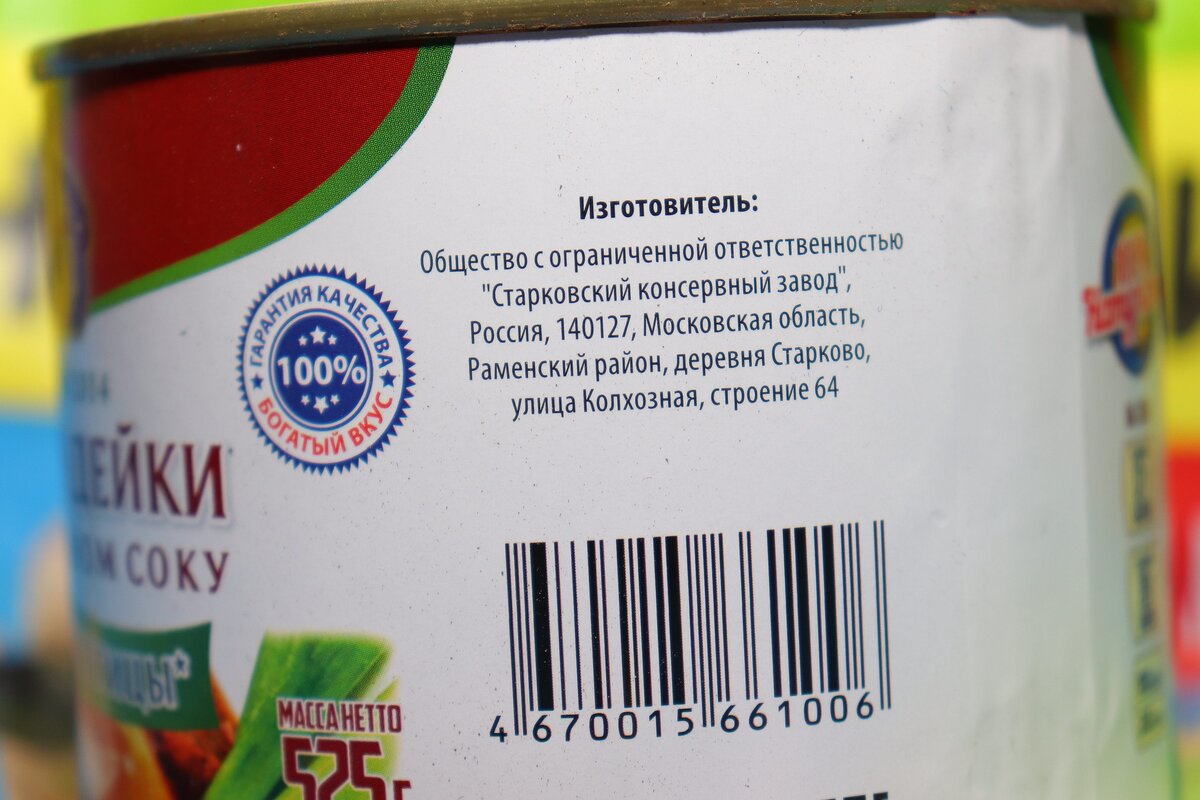 Изготовитель:
Общество с ограниченной ответственностью
"Старковский консервный завод",
Россия, 140127, Московская область,
Раменский район, деревня Старково,
улица Колхозная, строение 64
ГАРАНТИЯ КАЧЕСТВА
100%
БОГАТЫЙ ВКУС
СОКУ
МАССА НЕТТО
525 г
4 670015 661006